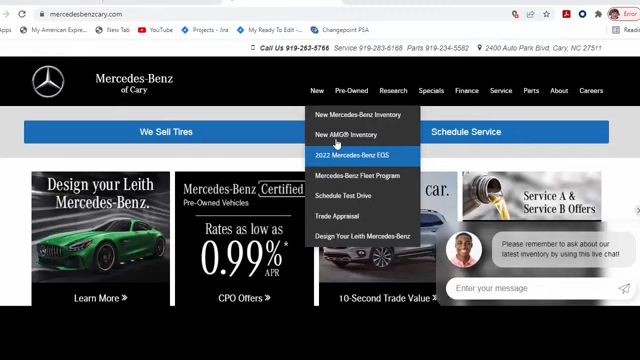 mercedesbenzcary.com
Error
Apps
My American Expre...
New Tab
YouTube
Projects - Jira
My Ready To Edit -...
Changepoint PSA
Readin
Call Us 919-263-5766 Service 919-283-6168 Parts 919-234-5582 2400 Auto Park Blvd, Cary, NC 27511
Mercedes-Benz
of Cary
New Pre-Owned Research Specials Finance Service Parts About Careers
We Sell Tires
Schedule Service
New Mercedes-Benz Inventory
New AMG® Inventory
2022 Mercedes-Benz EQS
Mercedes-Benz Fleet Program
Schedule Test Drive
Trade Appraisal
Design Your Leith Mercedes-Benz
Design your Leith
Mercedes-Benz
Learn More »
Mercedes-Benz Certified
Pre-Owned Vehicles
Rates as low as
0.99%*
APR
CPO Offers »
car.
10-Second Trade Value »
Service A &
Service B Offers
Please remember to ask about our
latest inventory by using this live chat!
Enter your message